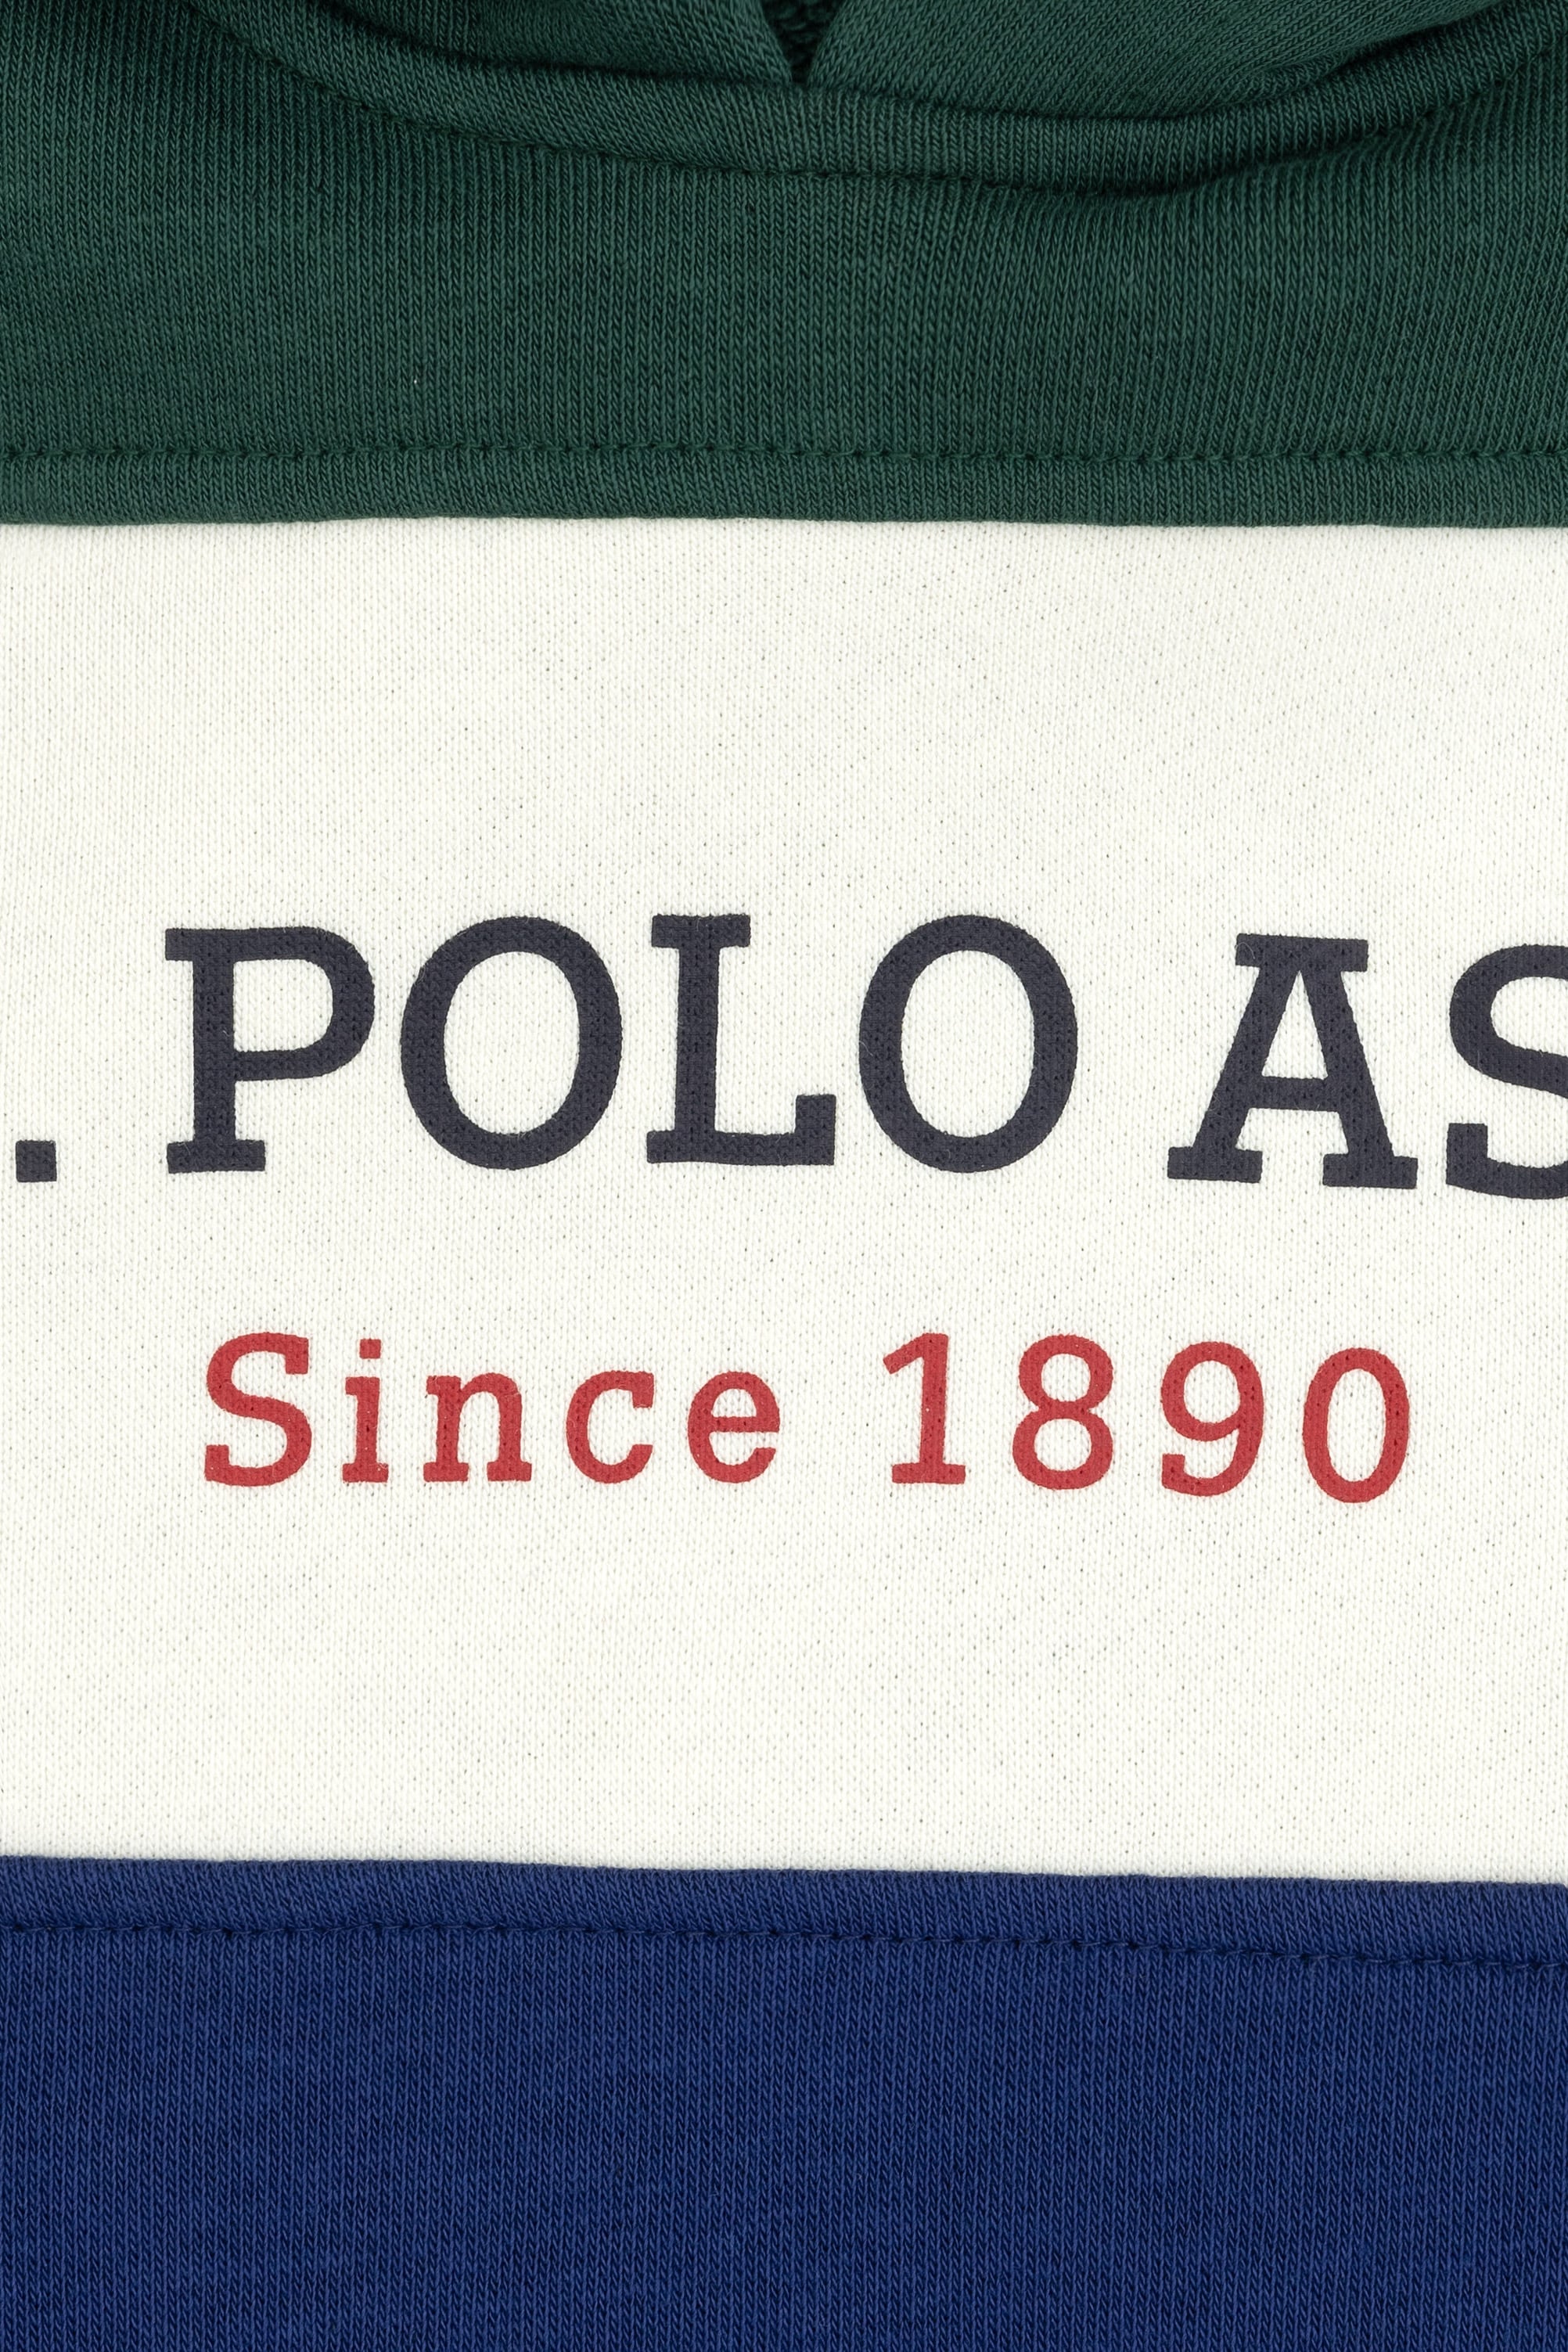 . POLO AS
Since 1890